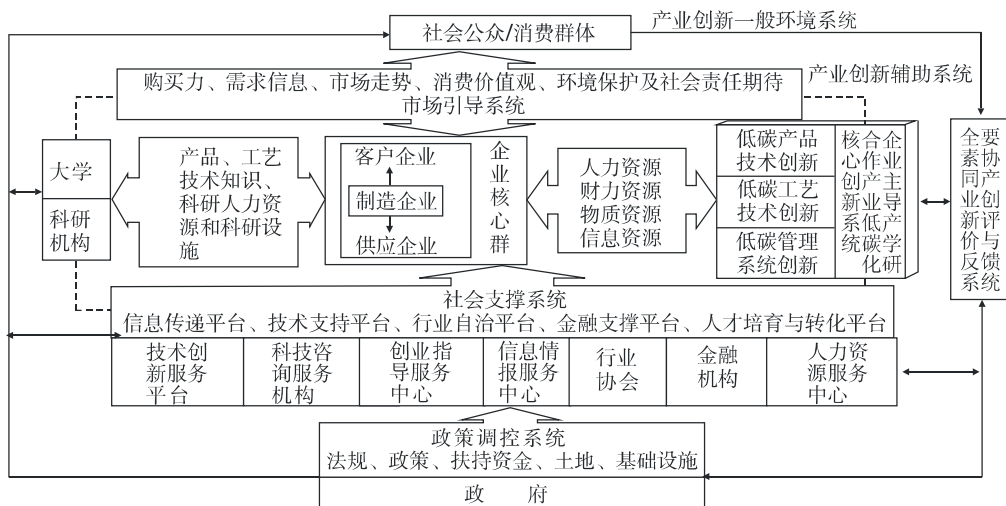 社会公众/消费群体
产业创新一般环境系统
购买力、需求信息、市场走势、消费价值观、环境保护及社会责任期待
市场引导系统
产业创新辅助系统
大学
科研
机构
产品、工艺
技术知识、
科研人力资
源和科研设
施
客户企业
制造企业
供应企业
企业核心群
人力资源
财力资源
物质资源
信息资源
低碳产品
技术创新
低碳工艺
技术创新
低碳管理
系统创新
企业主导产学研
合作产业低碳化
核心创新系统
要素协同产业创新评价与反馈系统
全
社会支撑系统
信息传递平台、技术支持平台、行业自治平台、金融支撑平台、人才培育与转化平台
技术创
新服务
平台
科技咨
询服务
机构
创业指
导服务
中心
信息情
报服务
中心
行业
协会
金融
机构
人力资
源服务
中心
政策调控系统
法规、政策、扶持资金、土地、基础设施
政 府